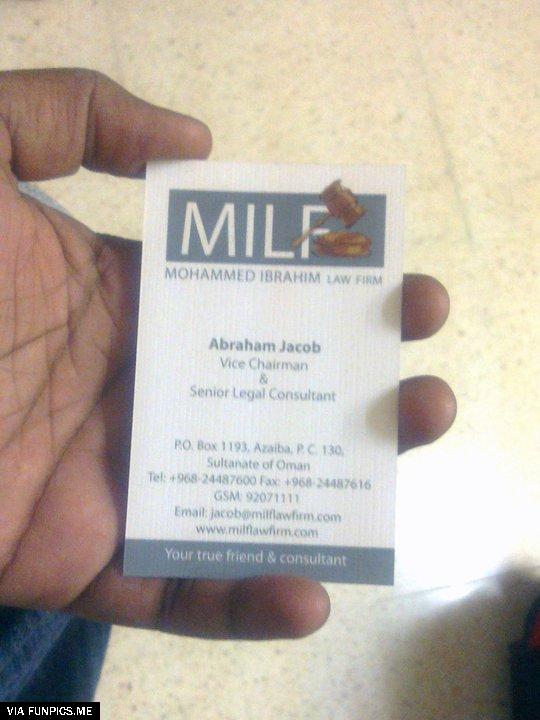 MILF
MOHAMMED IBRAHIM LAW FIRM
Abraham Jacob
Vice Chairman
&
Senior Legal Consultant
P.O. Box 1193, Azaiba, P. C. 130,
Sultanate of Oman
Tel: +968-24487600 Fax: +968-24487616
GSM: 92071111
Email: jacob@milflawfirm.com
www.milflawfirm.com
Your true friend & consultant
VIA FUNPICS.ME